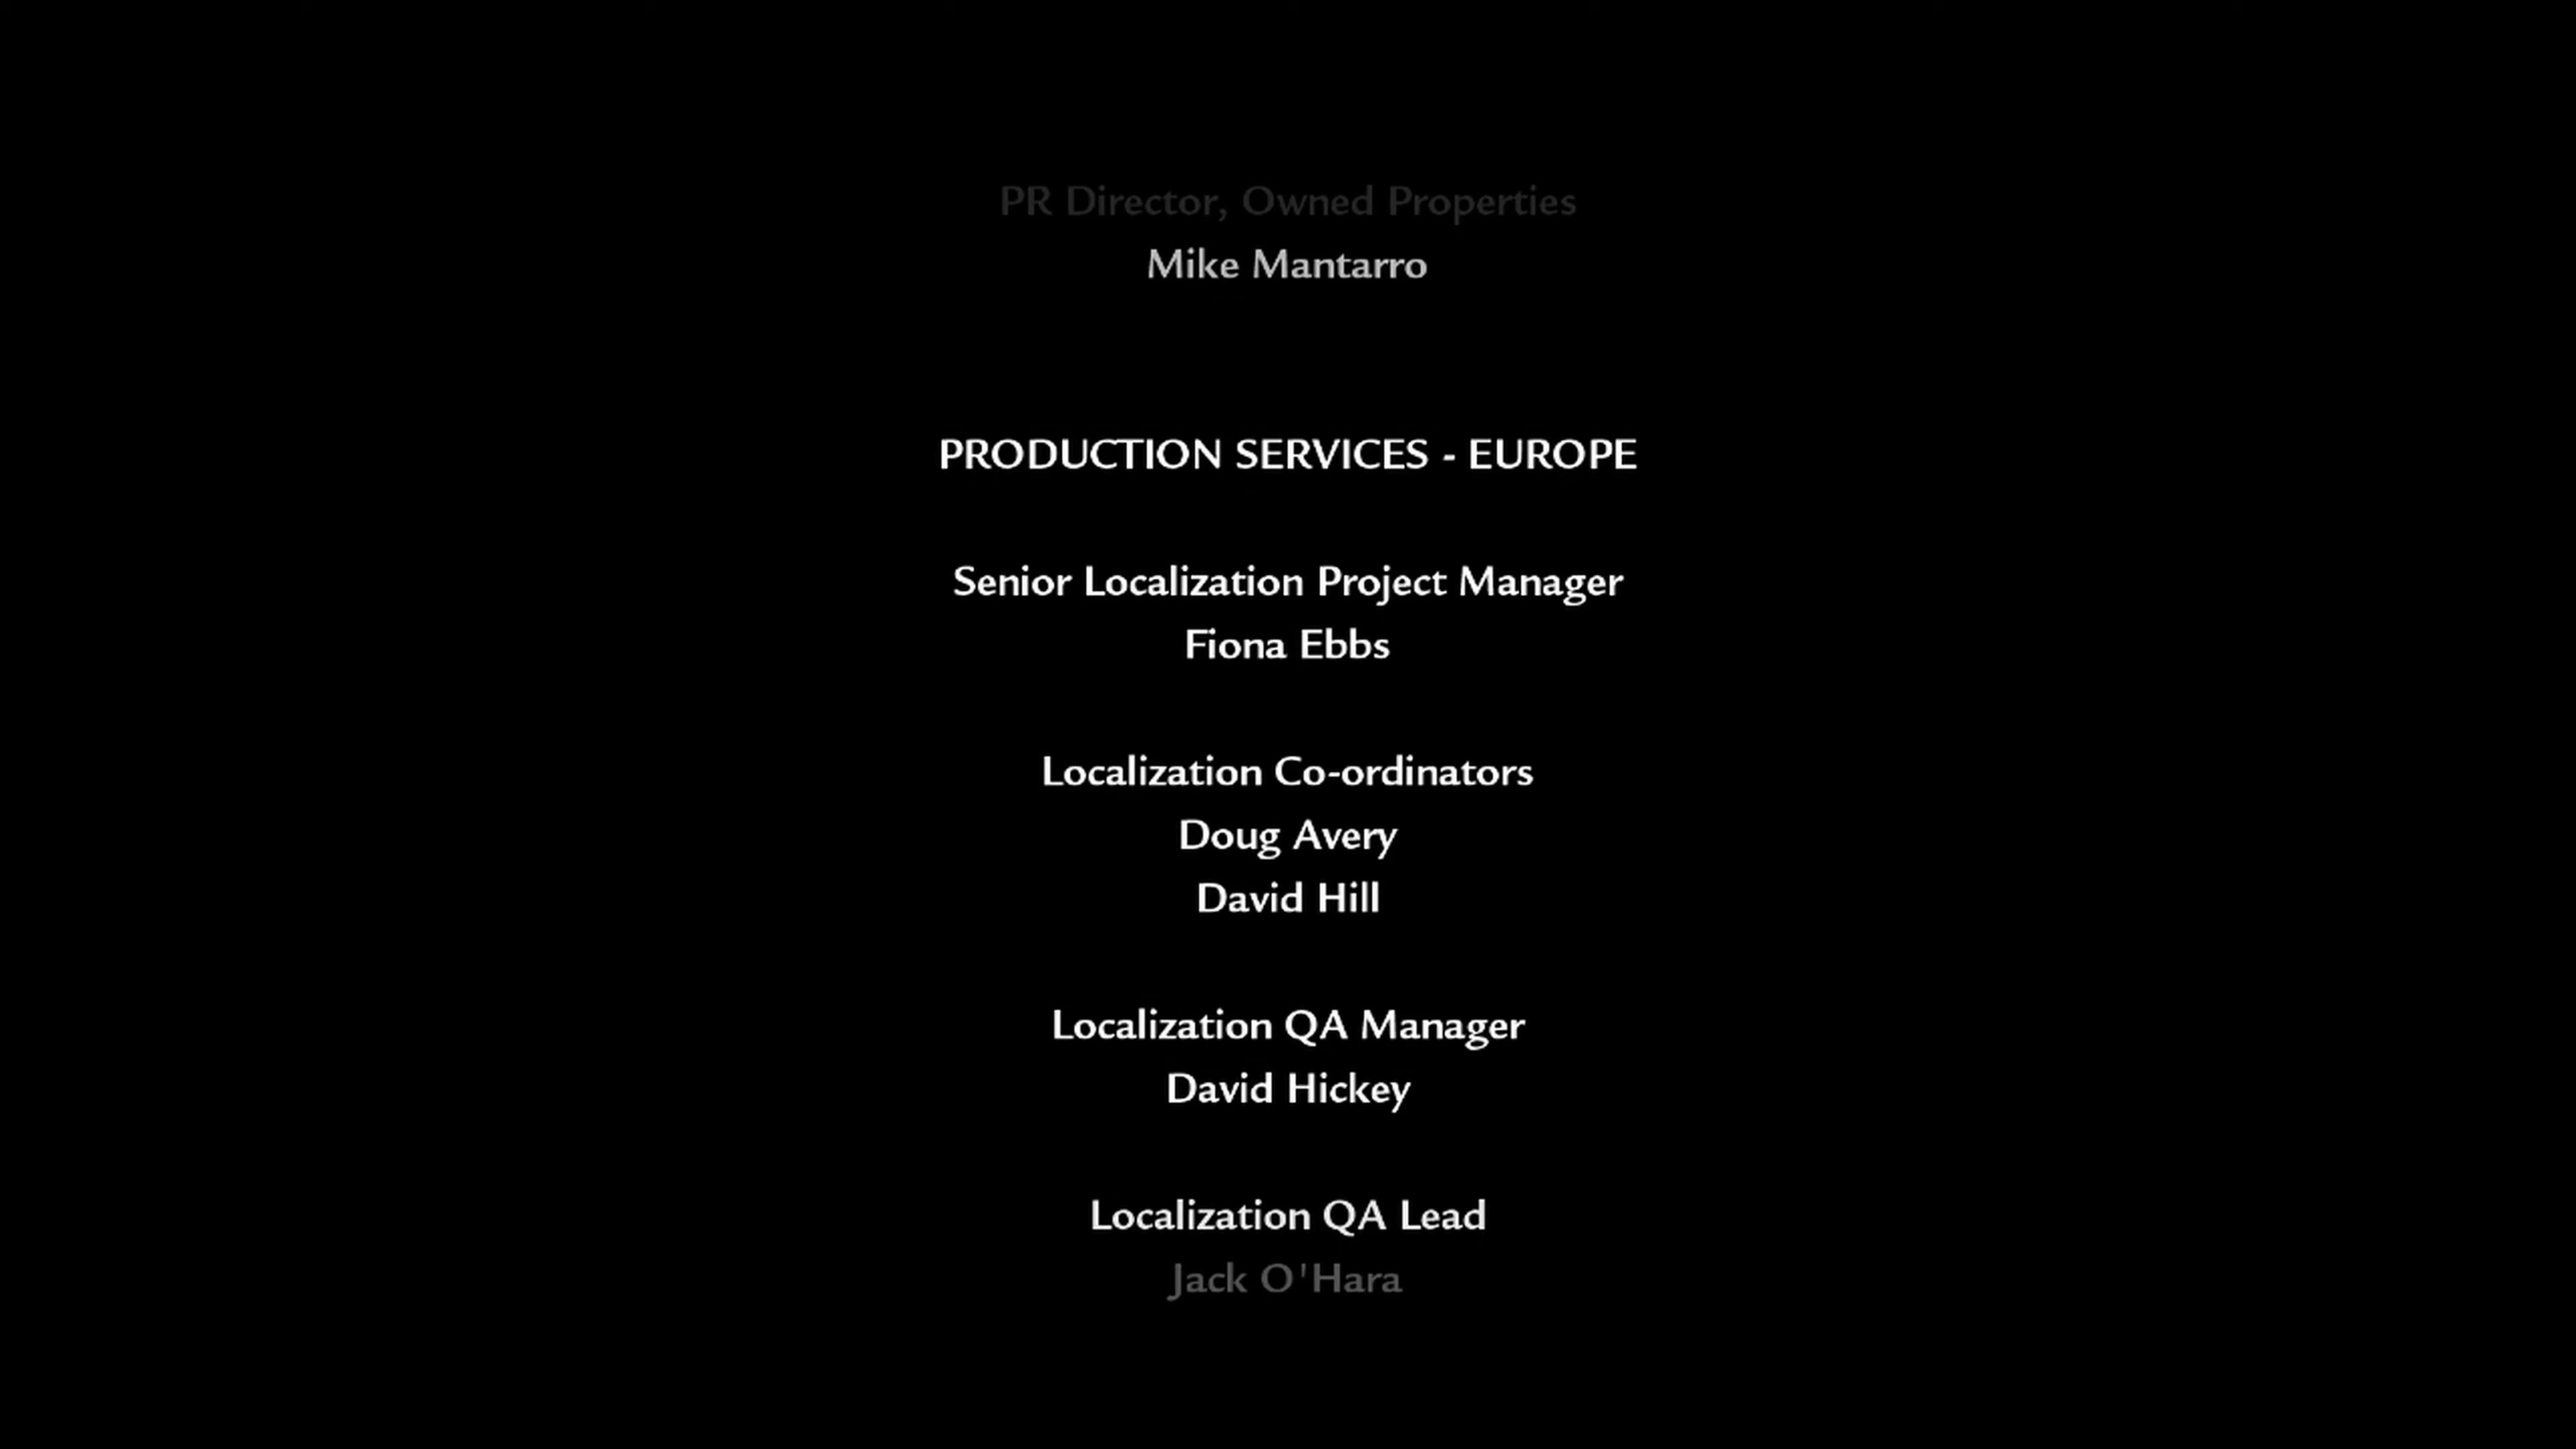 PR Director, Owned Properties
Mike Mantarro
PRODUCTION SERVICES - EUROPE
Senior Localization Project Manager
Fiona Ebbs
Localization Co-ordinators
Doug Avery
David Hill
Localization QA Manager
David Hickey
Localization QA Lead
Jack O'Hara